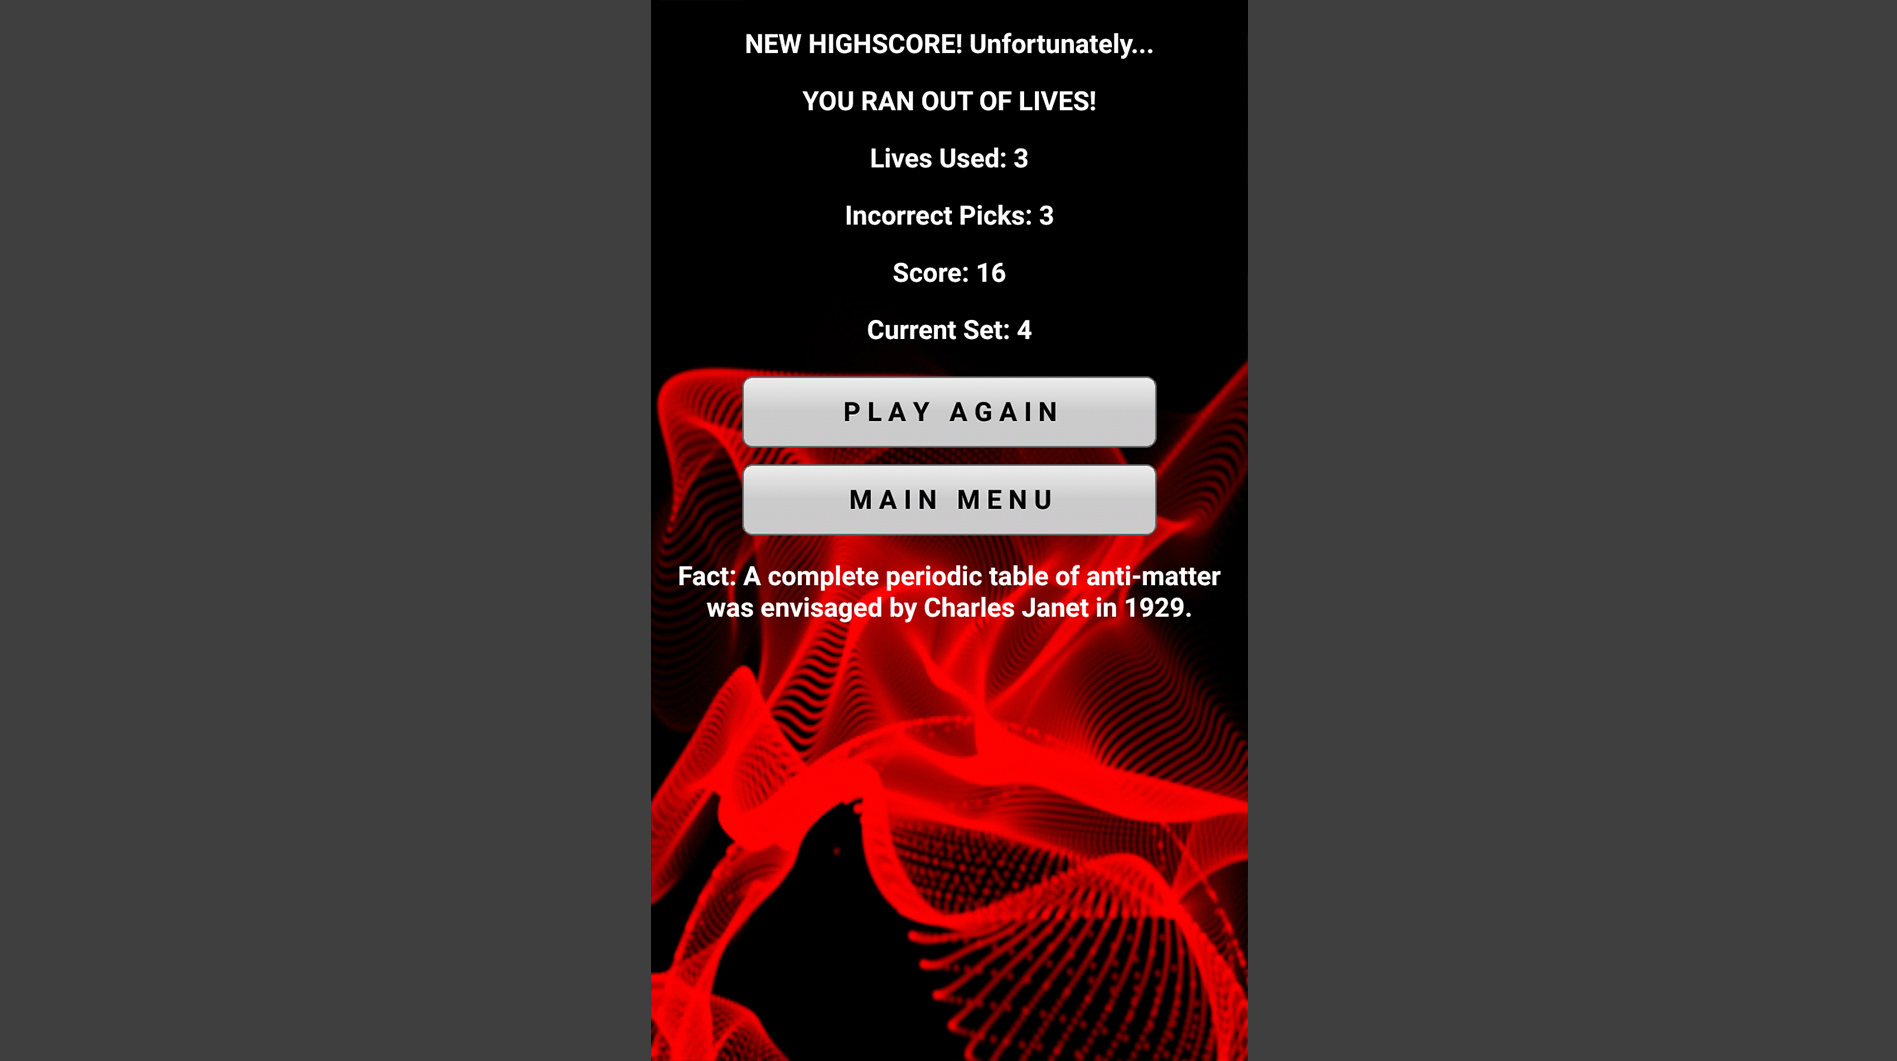 NEW HIGHSCORE! Unfortunately...
YOU RAN OUT OF LIVES!
Lives Used: 3
Incorrect Picks: 3
Score: 16
Current Set: 4
PLAY AGAIN
MAIN MENU
Fact: A complete periodic table of anti-matter
was envisaged by Charles Janet in 1929.